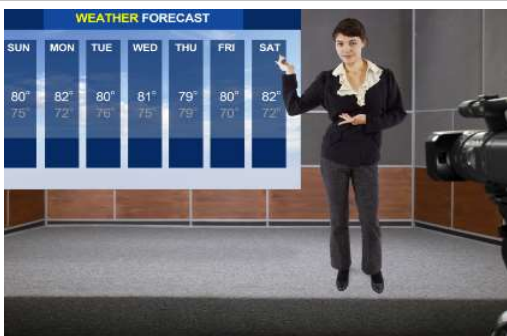 WEATHER FORECAST
SUN MON TUE WED THU FRI SAT
80° 82° 80° 81° 79° 80° 82°
75° 72° 76° 75° 79° 70° 72°